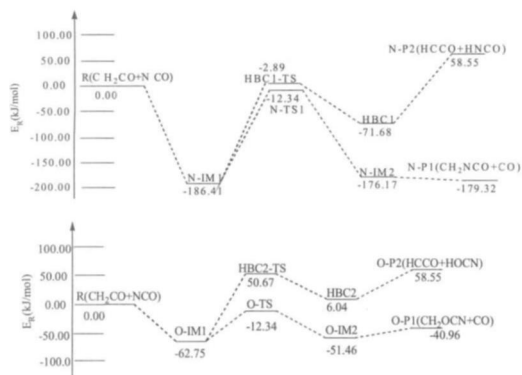 100.00
50.00
0.00
-50.00
-100.00
-150.00
-200.00
E_R(kJ/mol)
R(C H₂CO+N CO)
0.00
N-IM1
-186.41
-2.89
HBC1-TS
-12.34
N-TS1
HBC1
-71.68
N-IM2
-176.17
N-P2(HCCO+HNCO)
58.55
N-P1(CH₂NCO+CO)
-179.32
100.00
50.00
0.00
-50.00
-100.0
E_R(kJ/mol)
R(CH₂CO+NCO)
0.00
O-IM1
-62.75
HBC2-TS
50.67
O-TS
-12.34
HBC2
6.04
O-IM2
-51.46
O-P2(HCCO+HOCN)
58.55
O-P1(CH₂OCN+CO)
-40.96